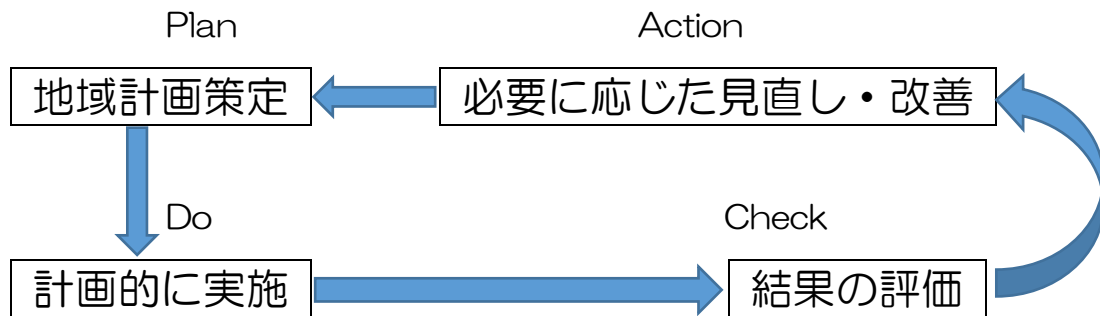 Plan
Action
地域計画策定
必要に応じた見直し・改善
Do
Check
計画的に実施
結果の評価